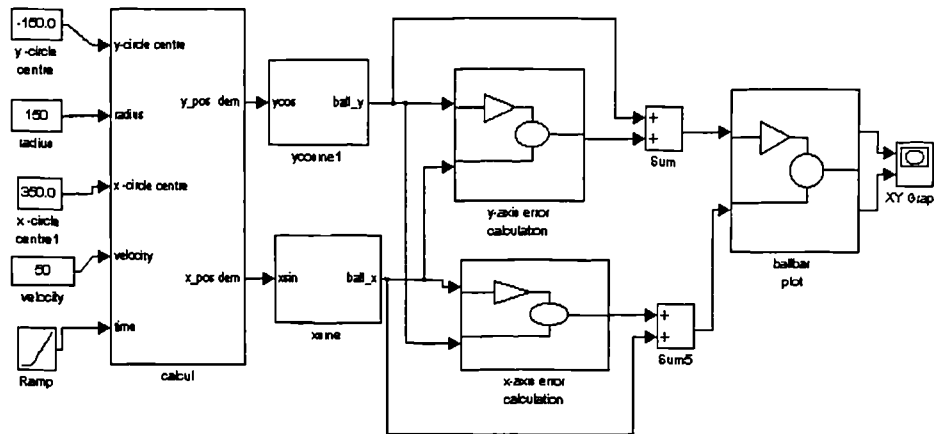 -150.0
y-circle
centre
150
radius
350.0
x-circle
centre1
50
velocity
Ramp
y-circle centre
radius
x-circle centre
velocity
time
y_pos dem
x_pos dem
calcul
ycos
ball_y
ycosine1
xsin
ball_x
xsine
y-axis error
calculation
x-axis error
calculation
+
+
Sum
+
+
Sum5
ballbar
plot
XY Grap